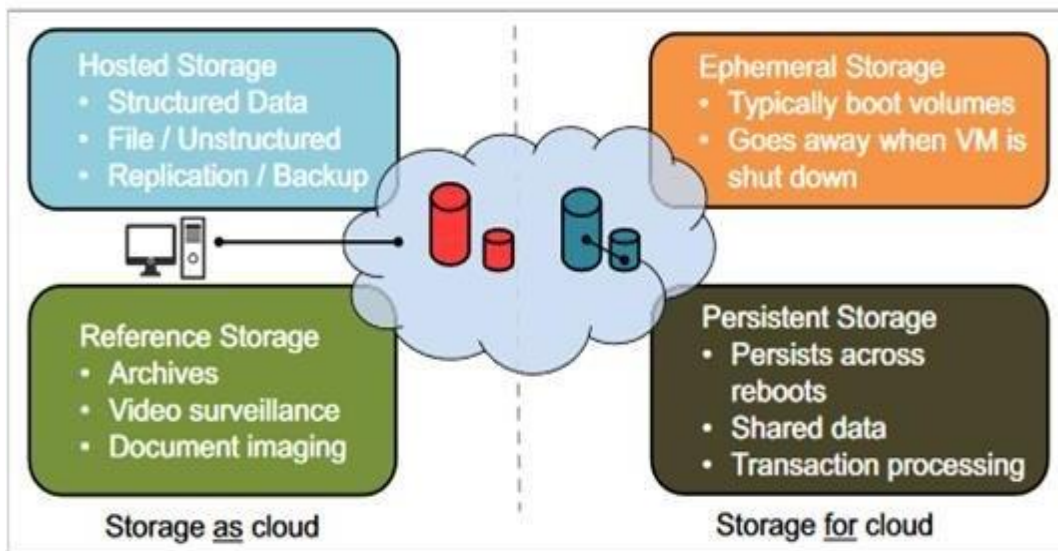 Hosted Storage
• Structured Data
• File / Unstructured
• Replication / Backup
Ephemeral Storage
• Typically boot volumes
• Goes away when VM is
shut down
Reference Storage
• Archives
• Video surveillance
• Document imaging
Persistent Storage
• Persists across
reboots
• Shared data
• Transaction processing
Storage as cloud
Storage for cloud